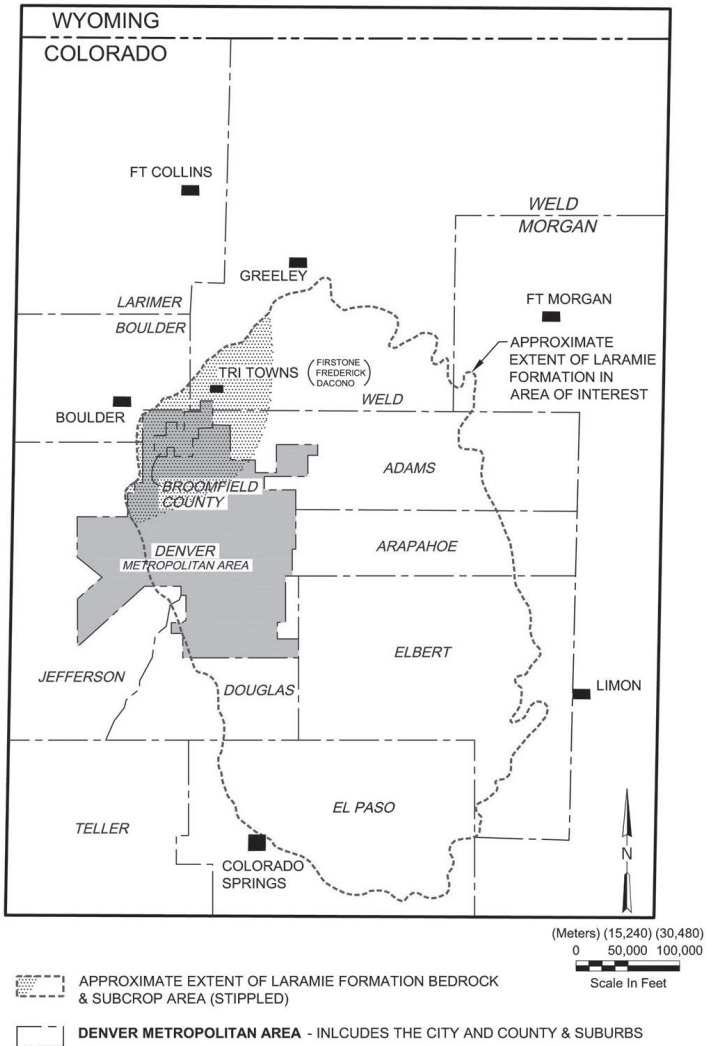 WYOMING
COLORADO
FT COLLINS
WELD
MORGAN
GREELEY
LARIMER
BOULDER
FT MORGAN
APPROXIMATE
EXTENT OF LARAMIE
FORMATION IN
AREA OF INTEREST
TRI TOWNS
(FIRSTONE
FREDERICK
DACONO)
WELD
BOULDER
ADAMS
BROOMFIELD
COUNTY
ARAPAHOE
DENVER
METROPOLITAN AREA
ELBERT
JEFFERSON
DOUGLAS
LIMON
EL PASO
TELLER
COLORADO
SPRINGS
N
(Meters) (15,240) (30,480)
0 50,000 100,000
Scale In Feet
APPROXIMATE EXTENT OF LARAMIE FORMATION BEDROCK
& SUBCROP AREA (STIPPLED)
DENVER METROPOLITAN AREA - INLCUDES THE CITY AND COUNTY & SUBURBS